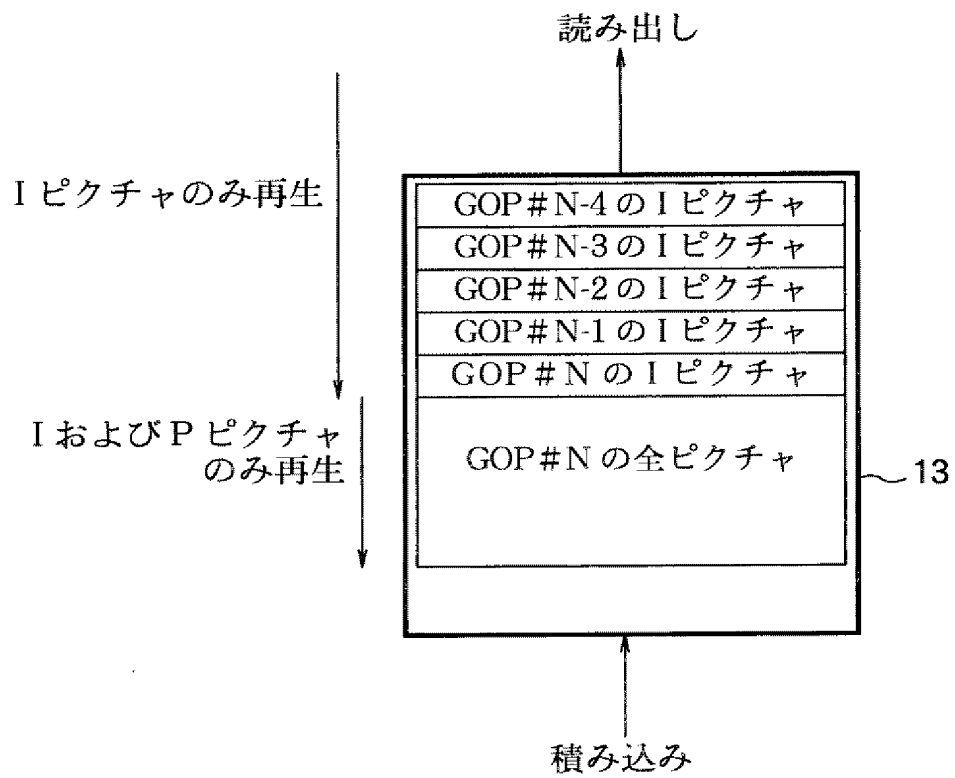 読み出し
Iピクチャのみ再生
GOP#N-4のIピクチャ
GOP#N-3のIピクチャ
GOP#N-2のIピクチャ
GOP#N-1のIピクチャ
GOP#NのIピクチャ
IおよびPピクチャ
のみ再生
GOP#Nの全ピクチャ
13
積み込み